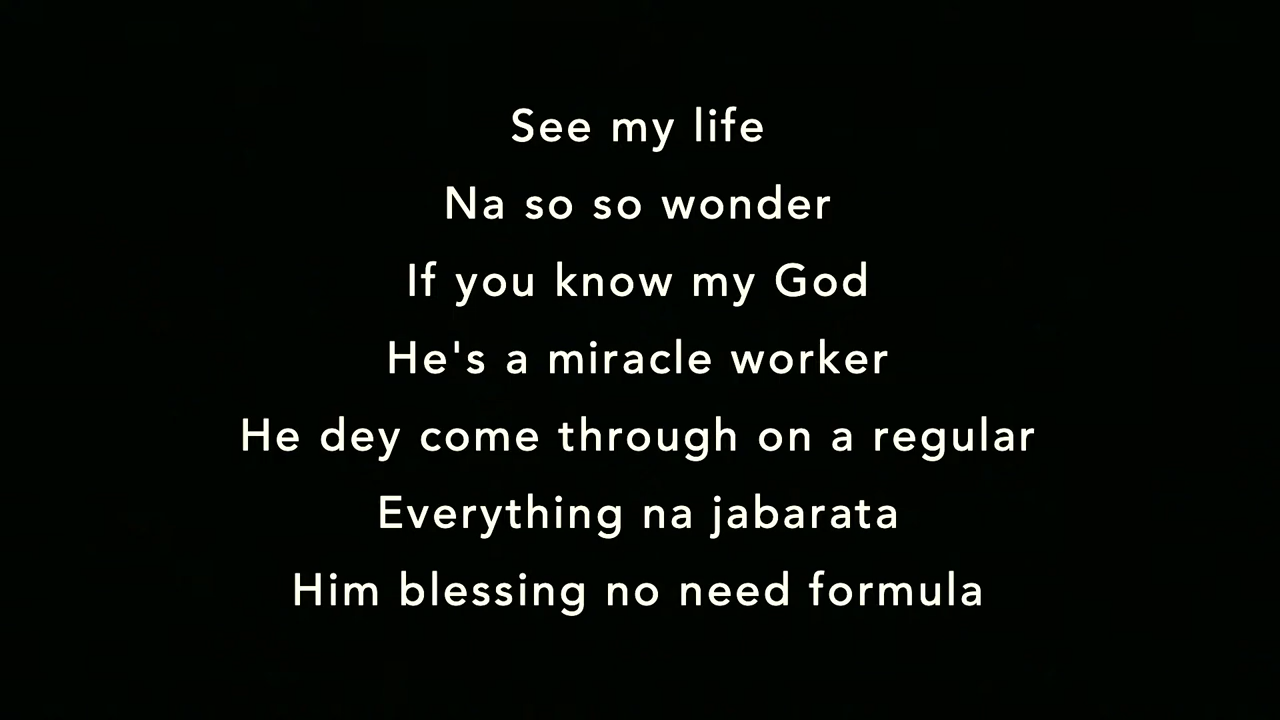 See my life
Na so so wonder
If you know my God
He's a miracle worker
He dey come through on a regular
Everything na jabarata
Him blessing no need formula